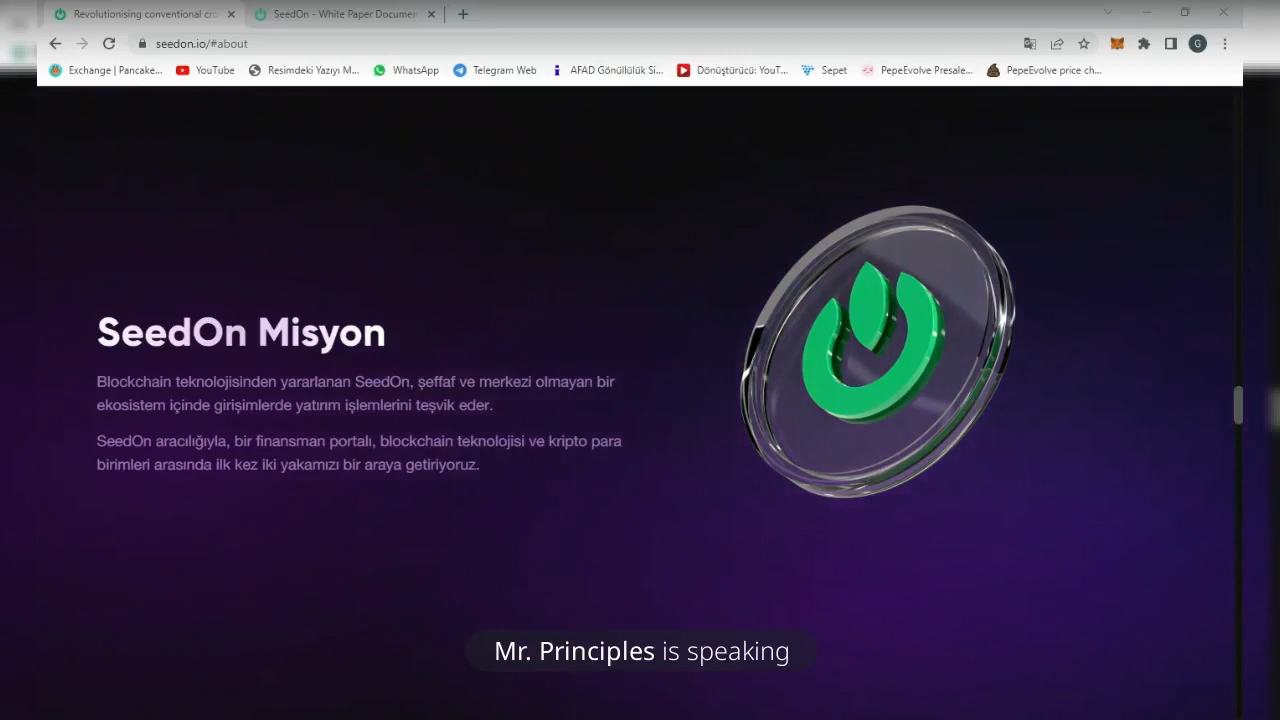 Revolutionising conventional cro
SeedOn - White Paper Documen
seedon.io/#about
G
Exchange | Pancake...
YouTube
Resimdeki Yazıyı M...
WhatsApp
Telegram Web
AFAD Gönüllülük Si...
Dönüştürücü: YouT...
Sepet
PepeEvolve Presale...
PepeEvolve price ch...
SeedOn Misyon
Blockchain teknolojisinden yararlanan SeedOn, şeffaf ve merkezi olmayan bir
ekosistem içinde girişimlerde yatırım işlemlerini teşvik eder.
SeedOn aracılığıyla, bir finansman portalı, blockchain teknolojisi ve kripto para
birimleri arasında ilk kez iki yakamızı bir araya getiriyoruz.
Mr. Principles is speaking